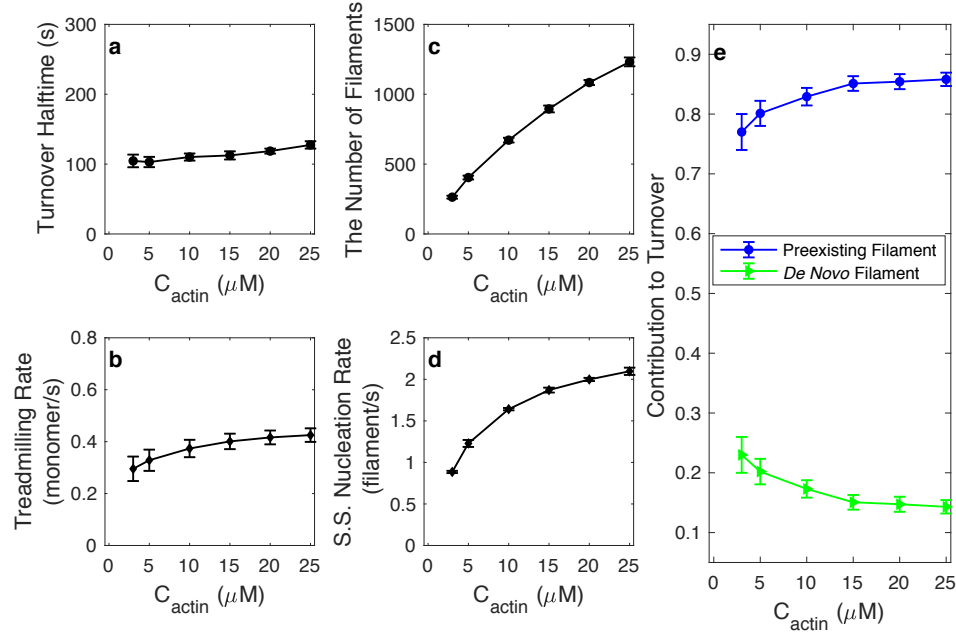 a
Turnover Halftime (s)
300
200
100
0
0 5 10 15 20 25
C_actin (μM)
c
The Number of Filaments
1500
1000
500
0
0 5 10 15 20 25
C_actin (μM)
b
Treadmilling Rate
(monomer/s)
0.8
0.6
0.4
0.2
0
0 5 10 15 20 25
C_actin (μM)
d
S.S. Nucleation Rate
(filament/s)
2.5
2
1.5
1
0.5
0
0 5 10 15 20 25
C_actin (μM)
e
Contribution to Turnover
0.9
0.8
0.7
0.6
0.5
0.4
0.3
0.2
0.1
Preexisting Filament
De Novo Filament
0 5 10 15 20 25
C_actin (μM)